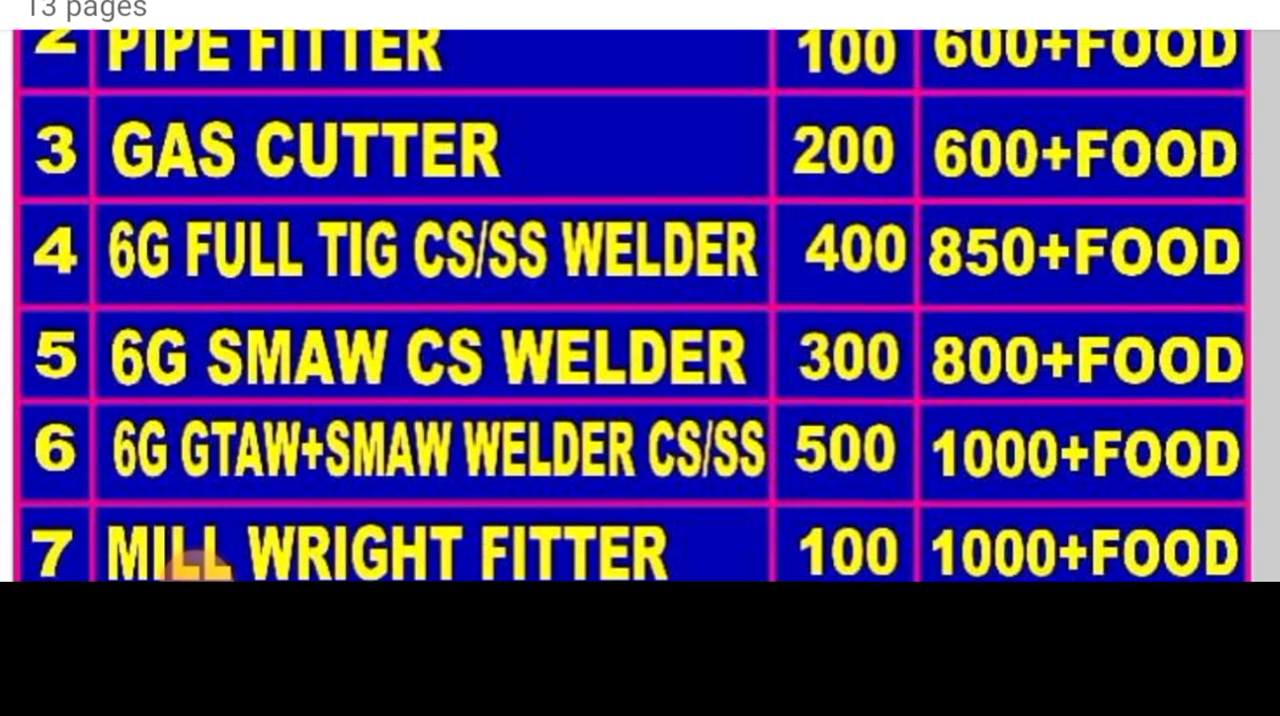 13 pages
2 PIPE FITTER 100 600+FOOD
3 GAS CUTTER 200 600+FOOD
4 6G FULL TIG CS/SS WELDER 400 850+FOOD
5 6G SMAW CS WELDER 300 800+FOOD
6 6G GTAW+SMAW WELDER CS/SS 500 1000+FOOD
7 MILL WRIGHT FITTER 100 1000+FOOD